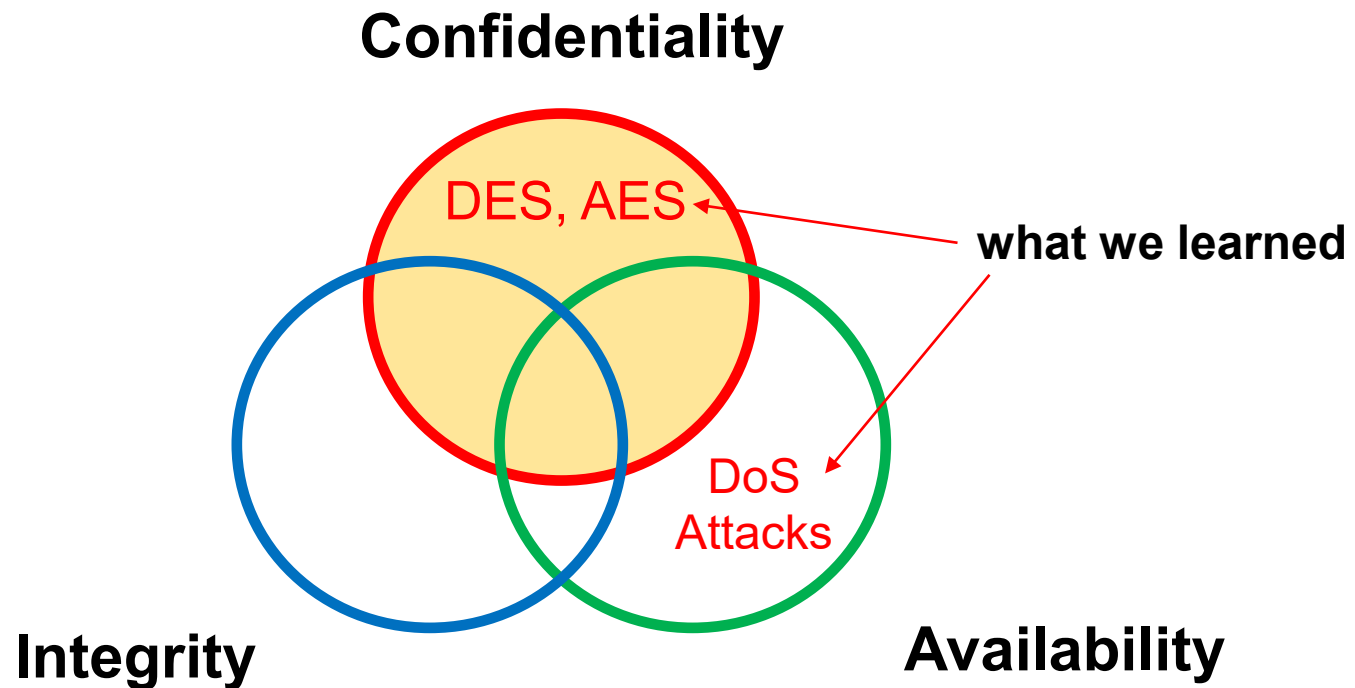 Confidentiality
DES, AES
what we learned
DoS
Attacks
Integrity
Availability